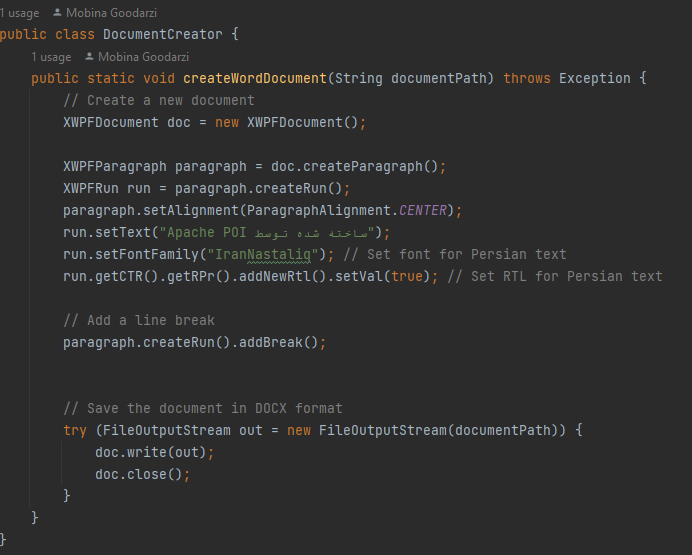 1 usage Mobina Goodarzi
public class DocumentCreator {
1 usage Mobina Goodarzi
public static void createWordDocument(String documentPath) throws Exception {
// Create a new document
XWPFDocument doc = new XWPFDocument();
XWPFParagraph paragraph = doc.createParagraph();
XWPFRun run = paragraph.createRun();
paragraph.setAlignment(ParagraphAlignment.CENTER);
run.setText("Apache POI ساخته شده توسط");
run.setFontFamily("IranNastaliq"); // Set font for Persian text
run.getCTR().getRPr().addNewRtl().setVal(true); // Set RTL for Persian text
// Add a line break
paragraph.createRun().addBreak();
// Save the document in DOCX format
try (FileOutputStream out = new FileOutputStream(documentPath)) {
doc.write(out);
doc.close();
}
}
}